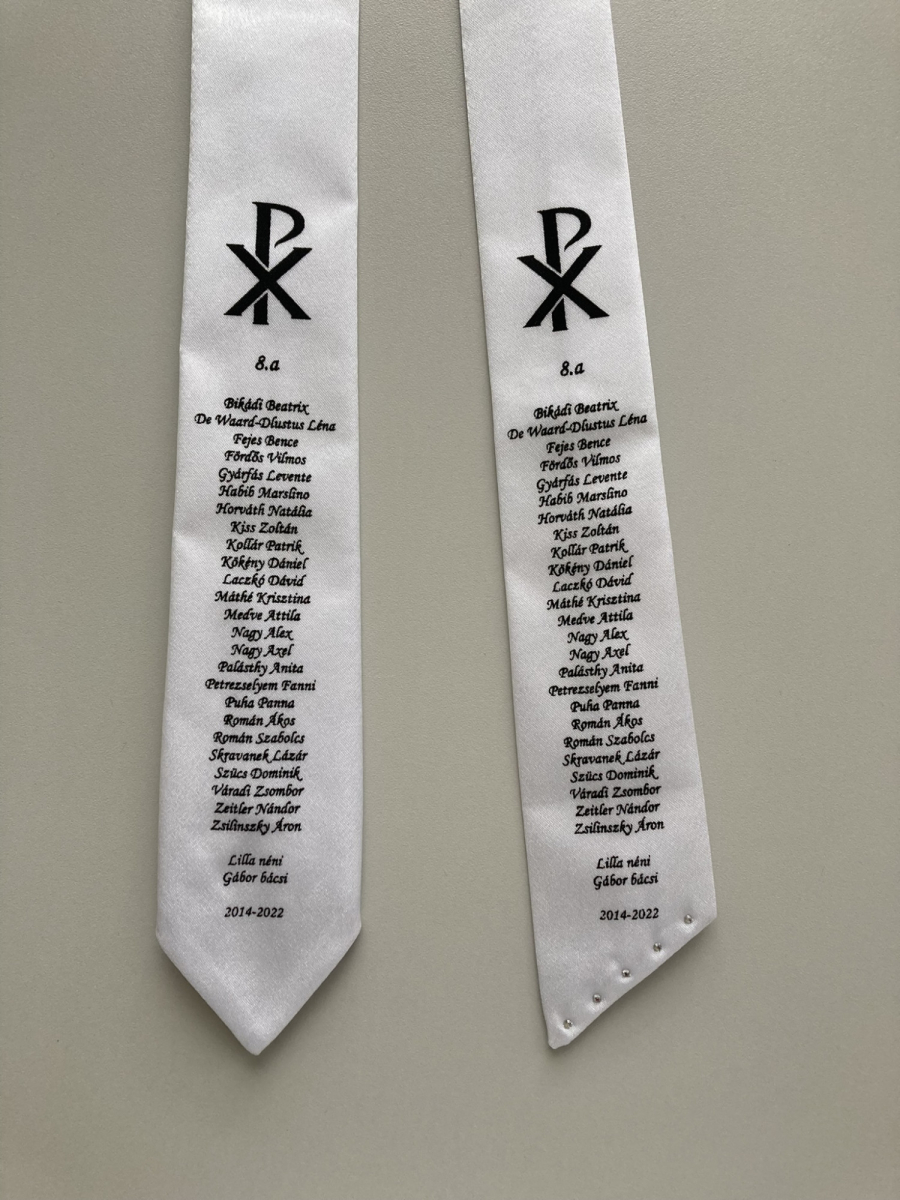 8.a
Bikádi Beatrix
De Waard-Dlustus Léna
Fejes Bence
Fördős Vilmos
Gyárfás Levente
Habib Marslino
Horváth Natália
Kiss Zoltán
Kollár Patrik
Kökény Dániel
Laczkó Dávid
Máthé Krisztina
Medve Attila
Nagy Alex
Nagy Axel
Palásthy Anita
Petrezselyem Fanni
Puha Panna
Román Ákos
Román Szabolcs
Skravanek Lázár
Szücs Dominik
Váradi Zsombor
Zeitler Nándor
Zsilinszky Áron
Lilla néni
Gábor bácsi
2014-2022
8.a
Bikádi Beatrix
De Waard-Dlustus Léna
Fejes Bence
Fördős Vilmos
Gyárfás Levente
Habib Marslino
Horváth Natália
Kiss Zoltán
Kollár Patrik
Kökény Dániel
Laczkó Dávid
Máthé Krisztina
Medve Attila
Nagy Alex
Nagy Axel
Palásthy Anita
Petrezselyem Fanni
Puha Panna
Román Ákos
Román Szabolcs
Skravanek Lázár
Szücs Dominik
Váradi Zsombor
Zeitler Nándor
Zsilinszky Áron
Lilla néni
Gábor bácsi
2014-2022